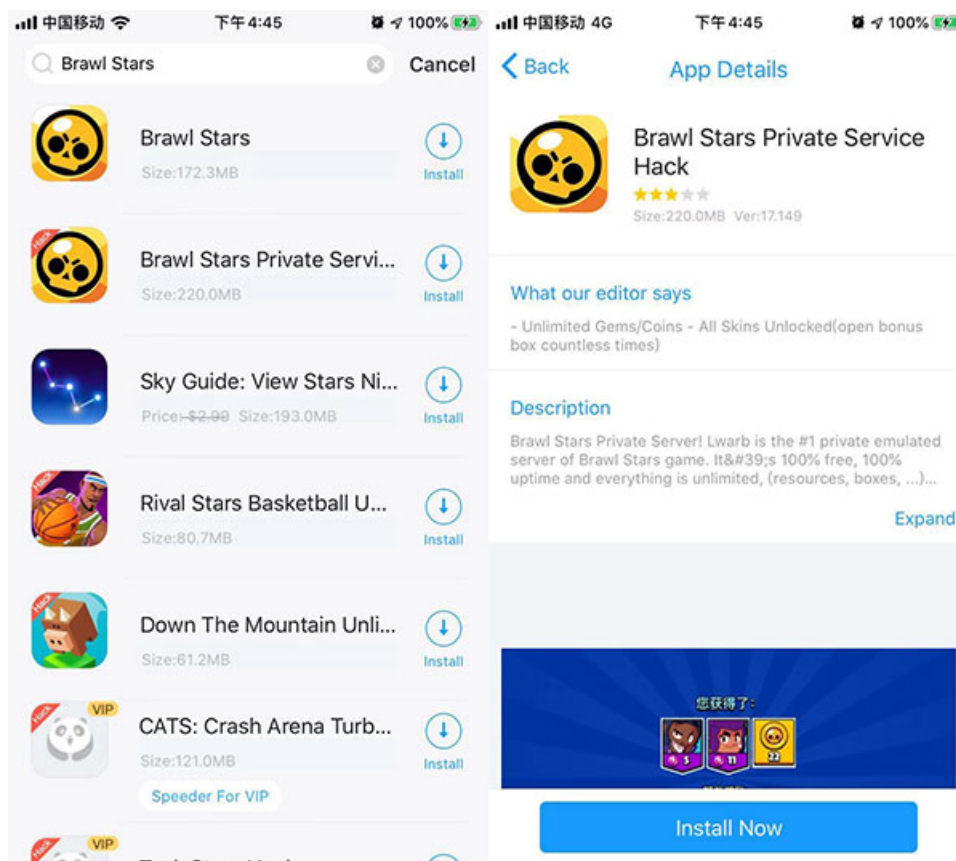 中国移动
下午4:45
100%
Brawl Stars
Cancel
Brawl Stars
Size:172.3MB
Install
Hack
Brawl Stars Private Servi...
Size:220.0MB
Install
Sky Guide: View Stars Ni...
Price: $2.99 Size:193.0MB
Install
Hack
Rival Stars Basketball U...
Size:80.7MB
Install
Hack
Down The Mountain Unli...
Size:61.2MB
Install
Hack
VIP
CATS: Crash Arena Turb...
Size:121.0MB
Install
Speeder For VIP
Hack
VIP
中国移动 4G
下午4:45
100%
Back
App Details
Brawl Stars Private Service
Hack
Size:220.0MB Ver:17.149
What our editor says
- Unlimited Gems/Coins - All Skins Unlocked(open bonus
box countless times)
Description
Brawl Stars Private Server! Lwarb is the #1 private emulated
server of Brawl Stars game. It&#39;s 100% free, 100%
uptime and everything is unlimited, (resources, boxes, ...)...
Expand
您获得了:
5
11
22
Install Now